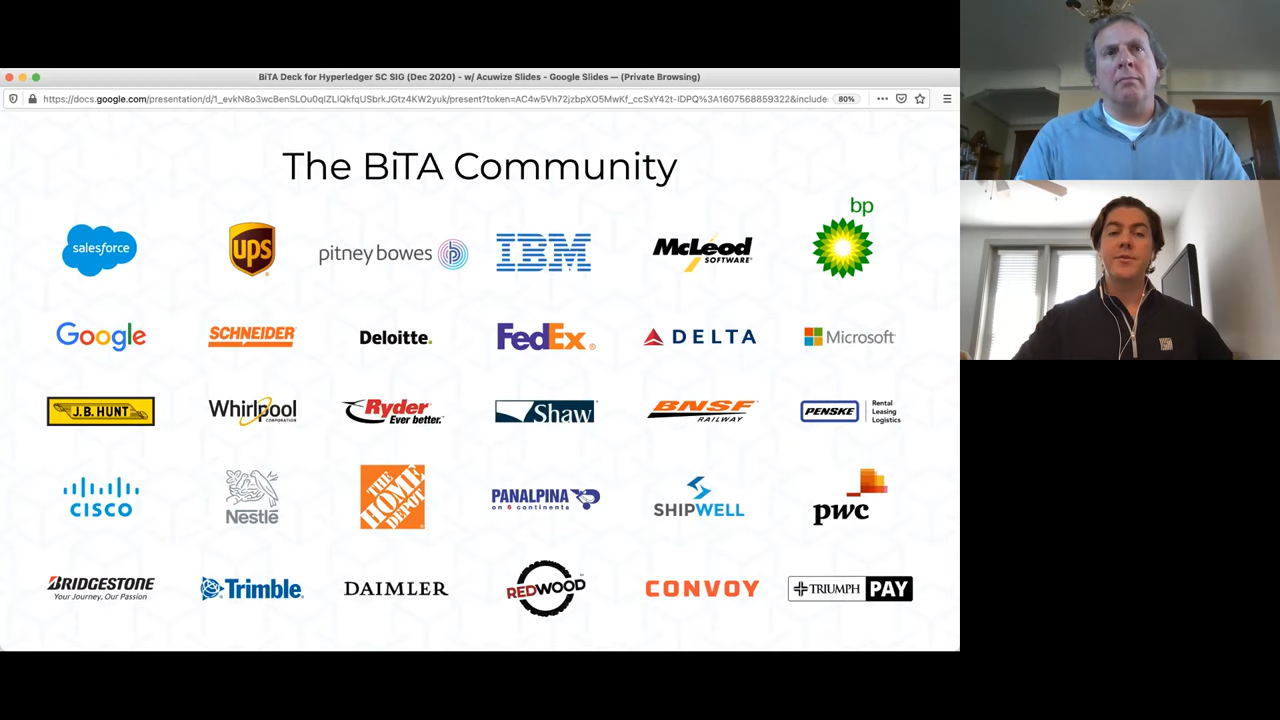 BiTA Deck for Hyperledger SC SIG (Dec 2020) - w/ Acuwize Slides - Google Slides — (Private Browsing)
80%
The BiTA Community
bp
salesforce
ups
pitney bowes
IBM
McLeod
SOFTWARE
Google
SCHNEIDER
Deloitte.
FedEx
DELTA
Microsoft
J.B. HUNT
Whirlpool
CORPORATION
Ryder
Ever better.
Shaw
BNSF
RAILWAY
PENSKE
Rental
Leasing
Logistics
CISCO
Nestlé
THE
HOME
DEPOT
PANALPINA
on 6 continents
SHIPWELL
pwc
BRIDGESTONE
Your Journey, Our Passion
Trimble
DAIMLER
REDWOOD
CONVOY
TRIUMPH PAY